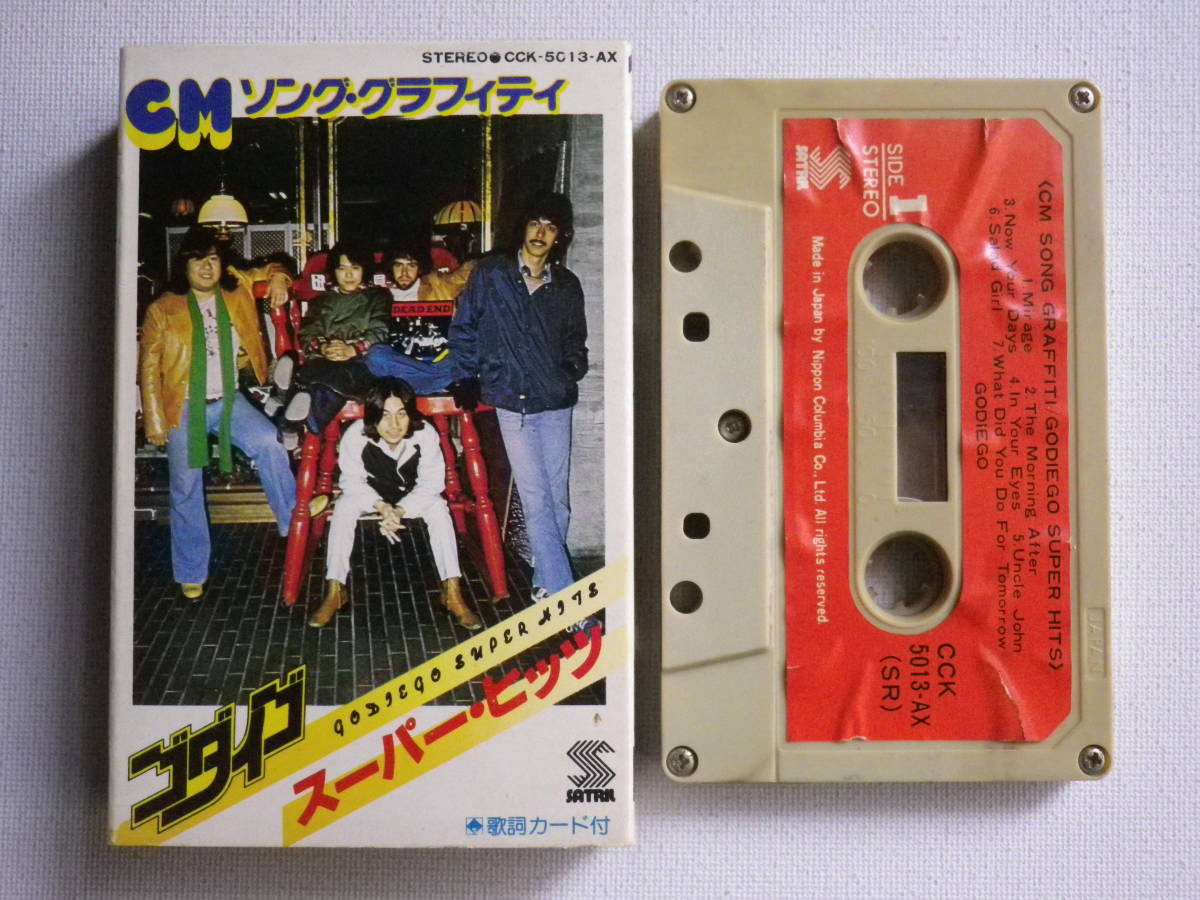 STEREO●CCK-5013-AX
CMソング・グラフィティ
DEAD END
GODIEGO SUPER HITS
ゴダイゴ
スーパー・ヒッツ
SATRIL
歌詞カード付
SATRIL
SIDE 1
STEREO
〈CM SONG GRAFFITI/GODIEGO SUPER HITS〉
1.Mirage 2. The Morning After
3.Now Your Days 4.In Your Eyes 5.Uncle John
6.Salad Girl 7.What Did You Do For Tomorrow
GODIEGO
CCK
5013-AX
(SR)
Made in Japan by Nippon Columbia Co., Ltd. All rights reserved.
JAPAN